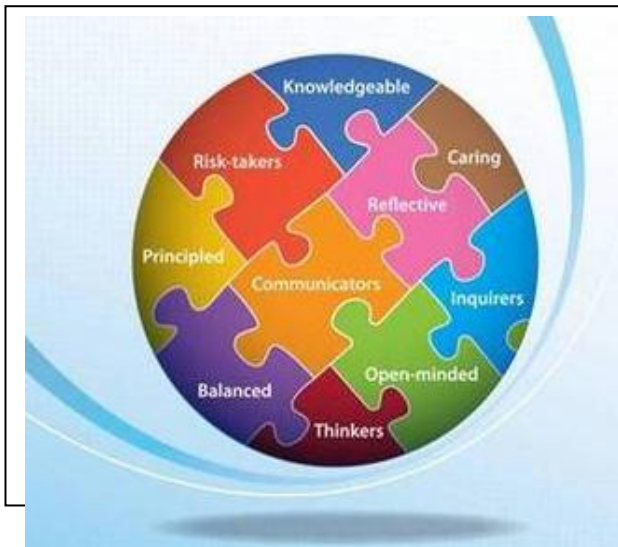 Knowledgeable
Risk-takers
Caring
Reflective
Principled
Communicators
Inquirers
Balanced
Open-minded
Thinkers